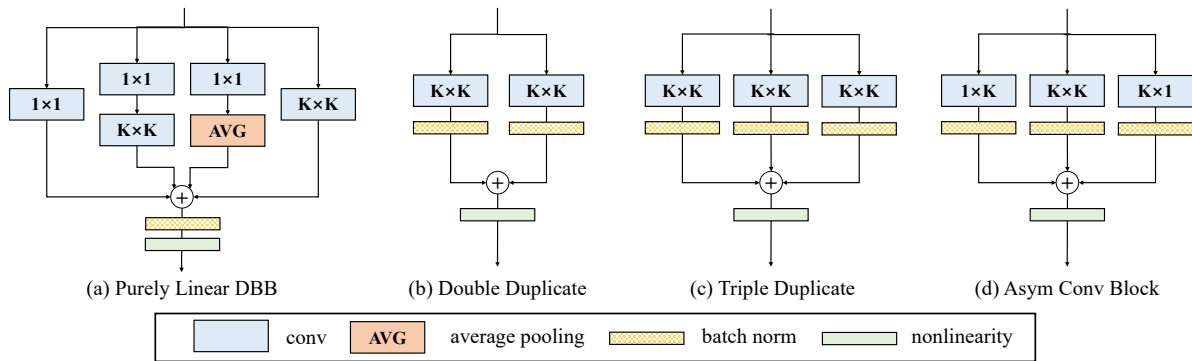 1×1
1×1
1×1
K×K
K×K
AVG
+
(a) Purely Linear DBB
K×K
K×K
+
(b) Double Duplicate
K×K
K×K
K×K
+
(c) Triple Duplicate
1×K
K×K
K×1
+
(d) Asym Conv Block
conv
AVG
average pooling
batch norm
nonlinearity